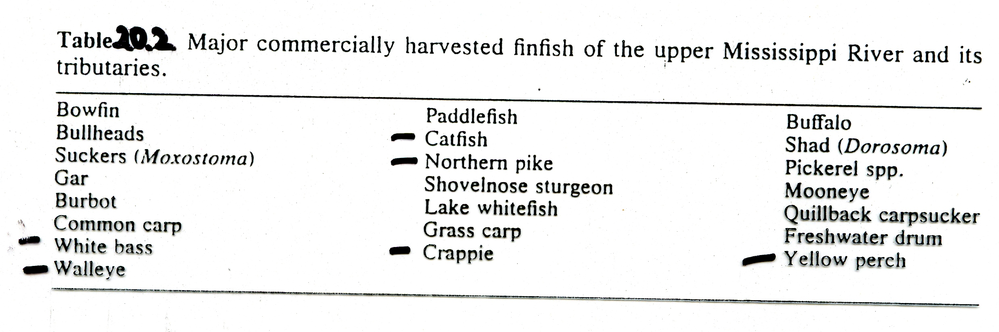 Table 20.2 Major commercially harvested finfish of the upper Mississippi River and its
tributaries.
Bowfin
Bullheads
Suckers (Moxostoma)
Gar
Burbot
Common carp
White bass
Walleye
Paddlefish
Catfish
Northern pike
Shovelnose sturgeon
Lake whitefish
Grass carp
Crappie
Buffalo
Shad (Dorosoma)
Pickerel spp.
Mooneye
Quillback carpsucker
Freshwater drum
Yellow perch